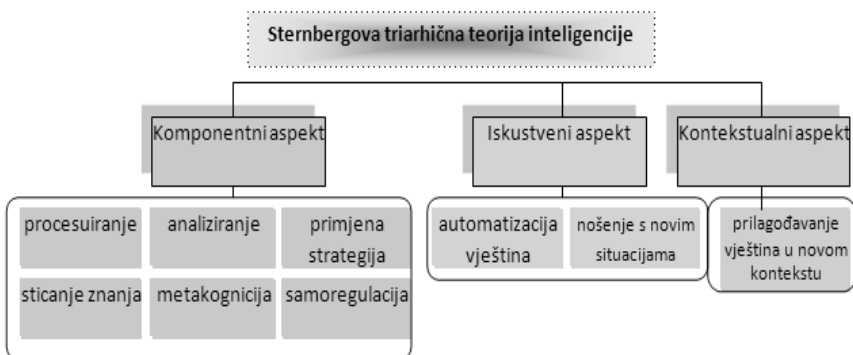 Sternbergova triarhična teorija inteligencije
Komponentni aspekt
Iskustveni aspekt
Kontekstualni aspekt
procesuiranje
analiziranje
primjena
strategija
sticanje znanja
metakognicija
samoregulacija
automatizacija
vještina
nošenje s novim
situacijama
prilagođavanje
vještina u novom
kontekstu